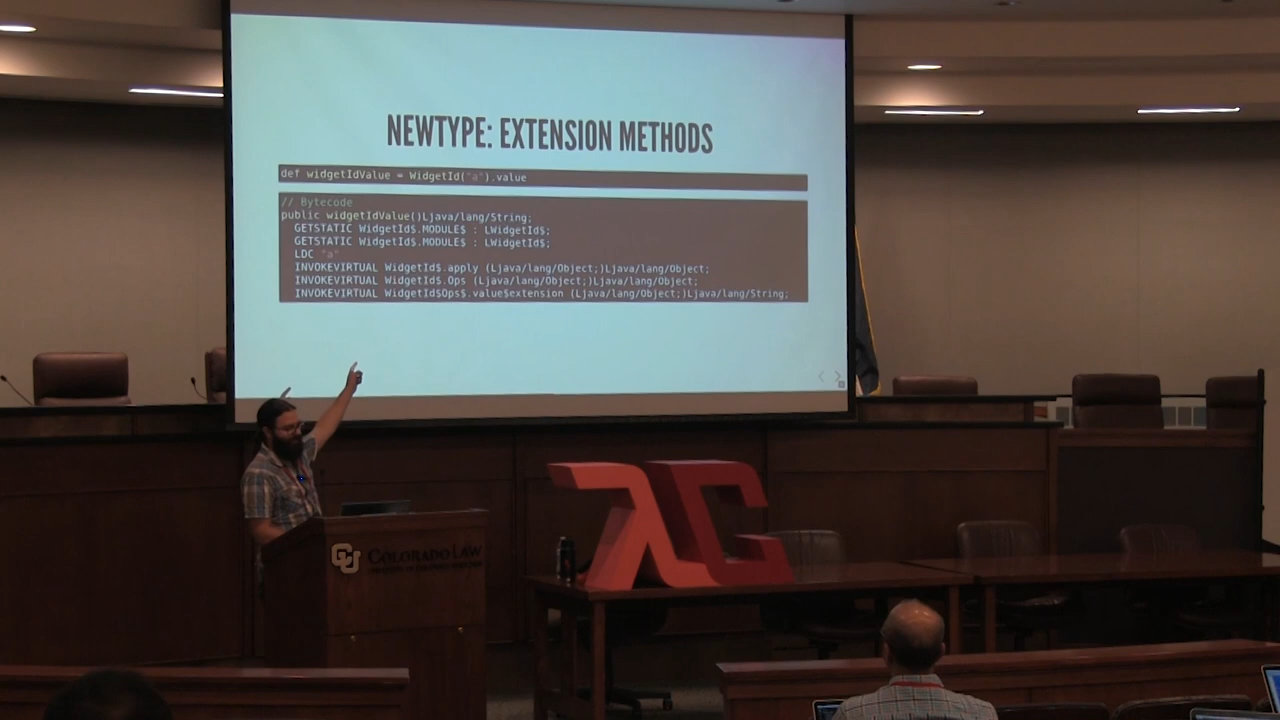 NEWTYPE: EXTENSION METHODS
def widgetIdValue = WidgetId("a").value
// Bytecode
public widgetIdValue()Ljava/lang/String;
GETSTATIC WidgetId$.MODULE$ : LWidgetId$;
GETSTATIC WidgetId$.MODULE$ : LWidgetId$;
LDC "a"
INVOKEVIRTUAL WidgetId$.apply (Ljava/lang/Object;)Ljava/lang/Object;
INVOKEVIRTUAL WidgetId$.Ops (Ljava/lang/Object;)Ljava/lang/Object;
INVOKEVIRTUAL WidgetId$Ops$.value$extension (Ljava/lang/Object;)Ljava/lang/String;
CU COLORADO LAW
λC